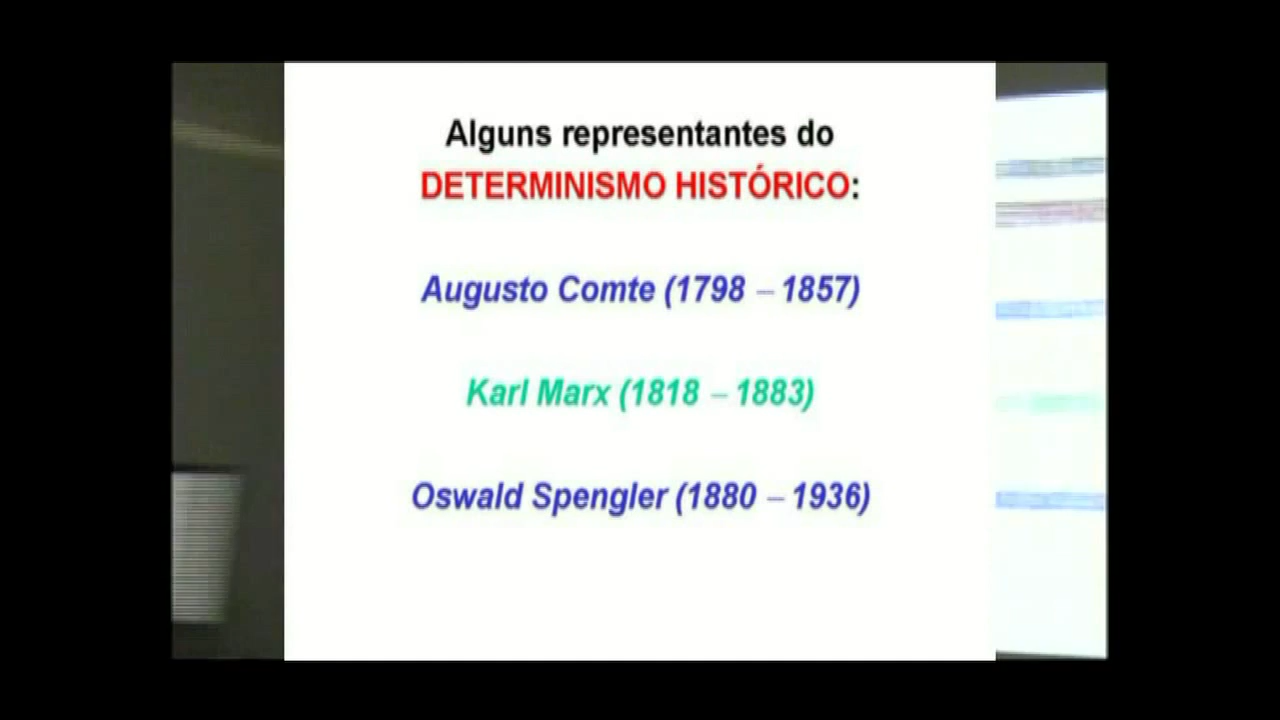 Alguns representantes do
DETERMINISMO HISTÓRICO:
Augusto Comte (1798 – 1857)
Karl Marx (1818 – 1883)
Oswald Spengler (1880 – 1936)